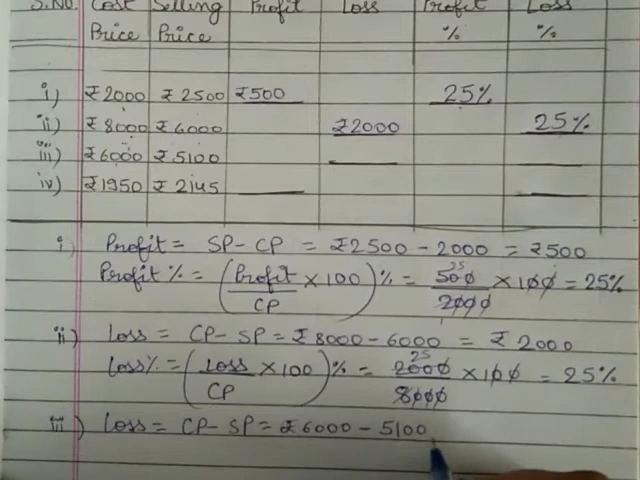 S.No. Cost Selling Profit Loss Profit Loss
Price Price % %
i) ₹2000 ₹2500 ₹500 25%
ii) ₹8000 ₹6000 ₹2000 25%
iii) ₹6000 ₹5100
iv) ₹1950 ₹2145
i) Profit = SP - CP = ₹2500 - 2000 = ₹500
Profit % = (Profit/CP × 100)% = 500/2000 × 100 = 25%
ii) Loss = CP - SP = ₹8000 - 6000 = ₹2000
Loss% = (Loss/CP × 100)% = 2000/8000 × 100 = 25%
iii) Loss = CP - SP = ₹6000 - 5100